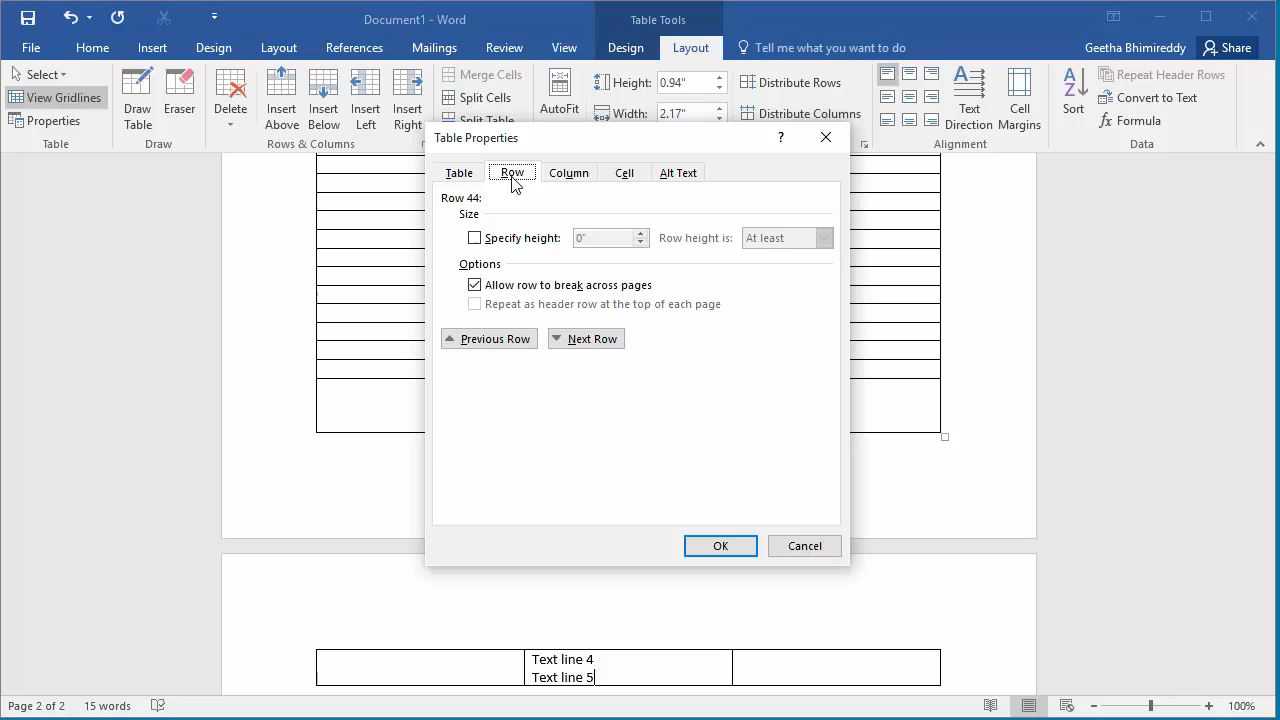 Document1 - Word
Table Tools
File
Home
Insert
Design
Layout
References
Mailings
Review
View
Design
Layout
Tell me what you want to do
Geetha Bhimireddy
Share
Select
View Gridlines
Properties
Table
Draw
Table
Eraser
Draw
Delete
Insert
Above
Insert
Below
Insert
Left
Insert
Right
Rows & Columns
Merge Cells
Split Cells
Split Table
AutoFit
Height: 0.94"
Width: 2.17"
Distribute Rows
Distribute Columns
Text
Direction
Cell
Margins
Alignment
Sort
Repeat Header Rows
Convert to Text
Formula
Data
Table Properties
?
Table
Row
Column
Cell
Alt Text
Row 44:
Size
Specify height: 0" Row height is: At least
Options
Allow row to break across pages
Repeat as header row at the top of each page
Previous Row
Next Row
OK
Cancel
Text line 4
Text line 5
Page 2 of 2
15 words
100%